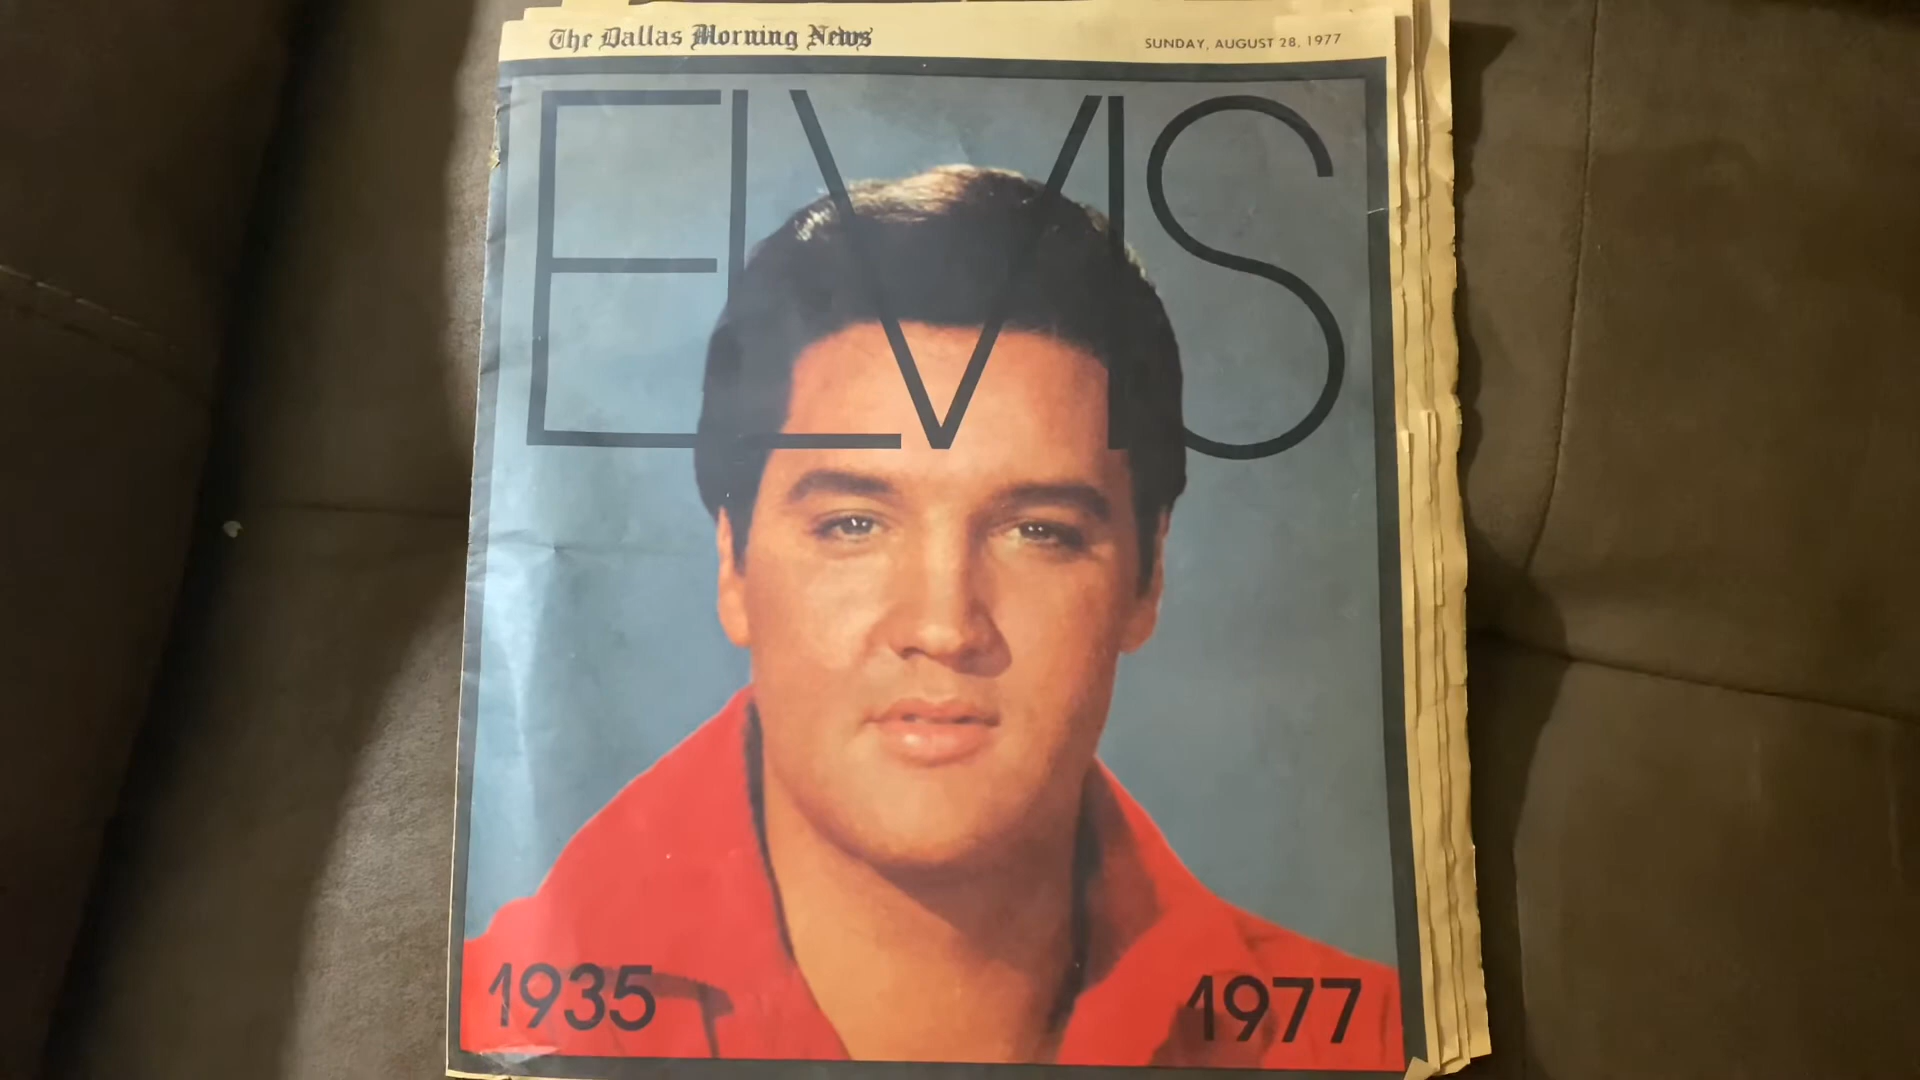 The Dallas Morning News
SUNDAY, AUGUST 28, 1977
ELVIS
1935
1977